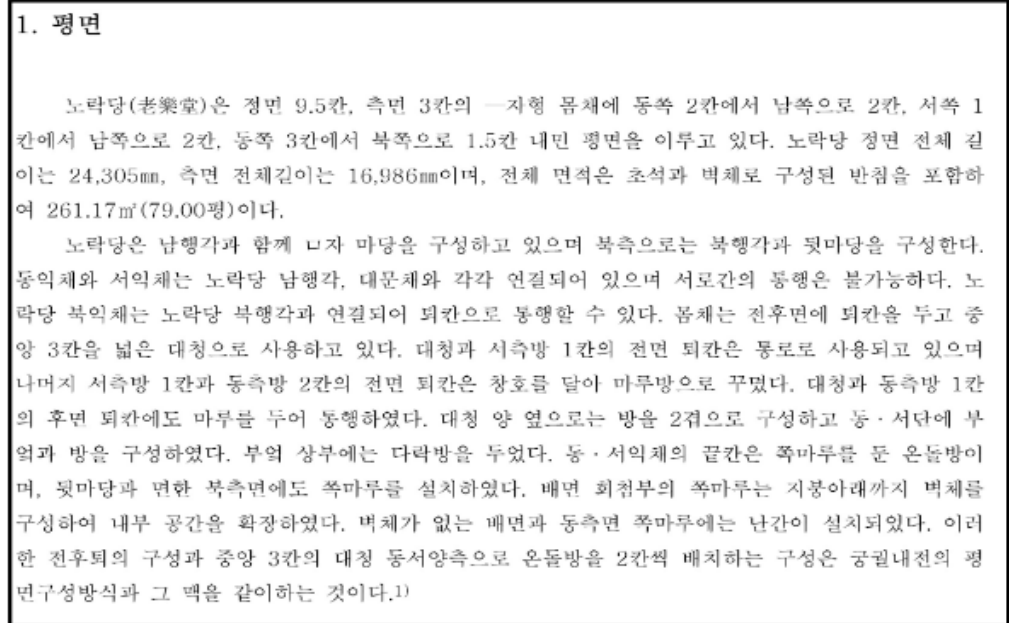 1. 평면
노락당(老樂堂)은 정면 9.5칸, 측면 3칸의 一자형 몸채에 동쪽 2칸에서 남쪽으로 2칸, 서쪽 1
칸에서 남쪽으로 2칸, 동쪽 3칸에서 북쪽으로 1.5칸 내민 평면을 이루고 있다. 노락당 정면 전체 길
이는 24,305㎜, 측면 전체길이는 16,986㎜이며, 전체 면적은 초석과 벽체로 구성된 반침을 포함하
여 261.17㎡(79.00평)이다.
노락당은 남행각과 함께 ㅁ자 마당을 구성하고 있으며 북측으로는 북행각과 뒷마당을 구성한다.
동익채와 서익채는 노락당 남행각, 대문채와 각각 연결되어 있으며 서로간의 통행은 불가능하다. 노
락당 북익채는 노락당 북행각과 연결되어 퇴칸으로 통행할 수 있다. 몸채는 전후면에 퇴칸을 두고 중
앙 3칸을 넓은 대청으로 사용하고 있다. 대청과 서측방 1칸의 전면 퇴칸은 통로로 사용되고 있으며
나머지 서측방 1칸과 동측방 2칸의 전면 퇴칸은 창호를 달아 마루방으로 꾸몄다. 대청과 동측방 1칸
의 후면 퇴칸에도 마루를 두어 통행하였다. 대청 양 옆으로는 방을 2겹으로 구성하고 동·서단에 부
엌과 방을 구성하였다. 부엌 상부에는 다락방을 두었다. 동·서익채의 끝칸은 쪽마루를 둔 온돌방이
며, 뒷마당과 면한 북측면에도 쪽마루를 설치하였다. 배면 회첨부의 쪽마루는 지붕아래까지 벽체를
구성하여 내부 공간을 확장하였다. 벽체가 없는 배면과 동측면 쪽마루에는 난간이 설치되었다. 이러
한 전후퇴의 구성과 중앙 3칸의 대청 동서양측으로 온돌방을 2칸씩 배치하는 구성은 궁궐내전의 평
면구성방식과 그 맥을 같이하는 것이다.1)